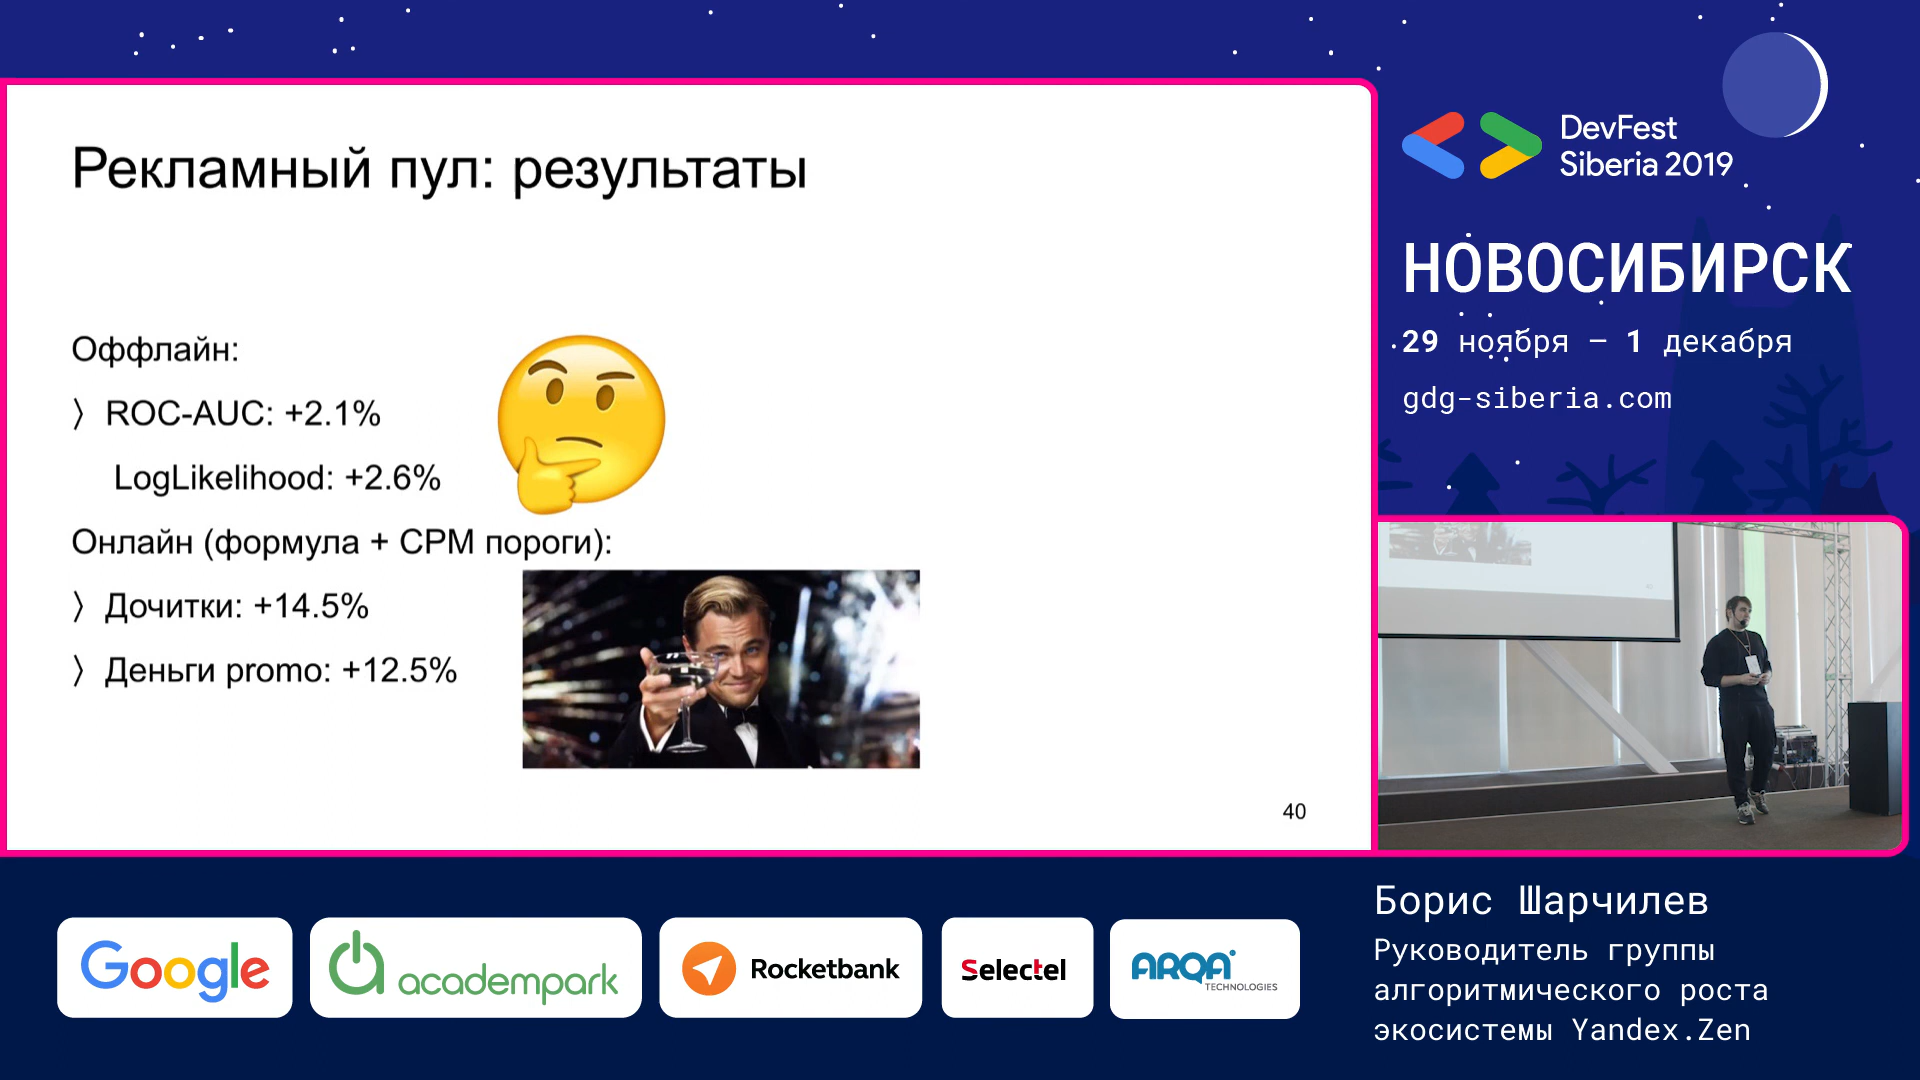 Рекламный пул: результаты
Оффлайн:
〉 ROC-AUC: +2.1%
LogLikelihood: +2.6%
Онлайн (формула + CPM пороги):
〉 Дочитки: +14.5%
〉 Деньги promo: +12.5%
40
DevFest
Siberia 2019
НОВОСИБИРСК
29 ноября – 1 декабря
gdg-siberia.com
Google
academpark
Rocketbank
Selectel
ARQA
TECHNOLOGIES
Борис Шарчилев
Руководитель группы
алгоритмического роста
экосистемы Yandex.Zen